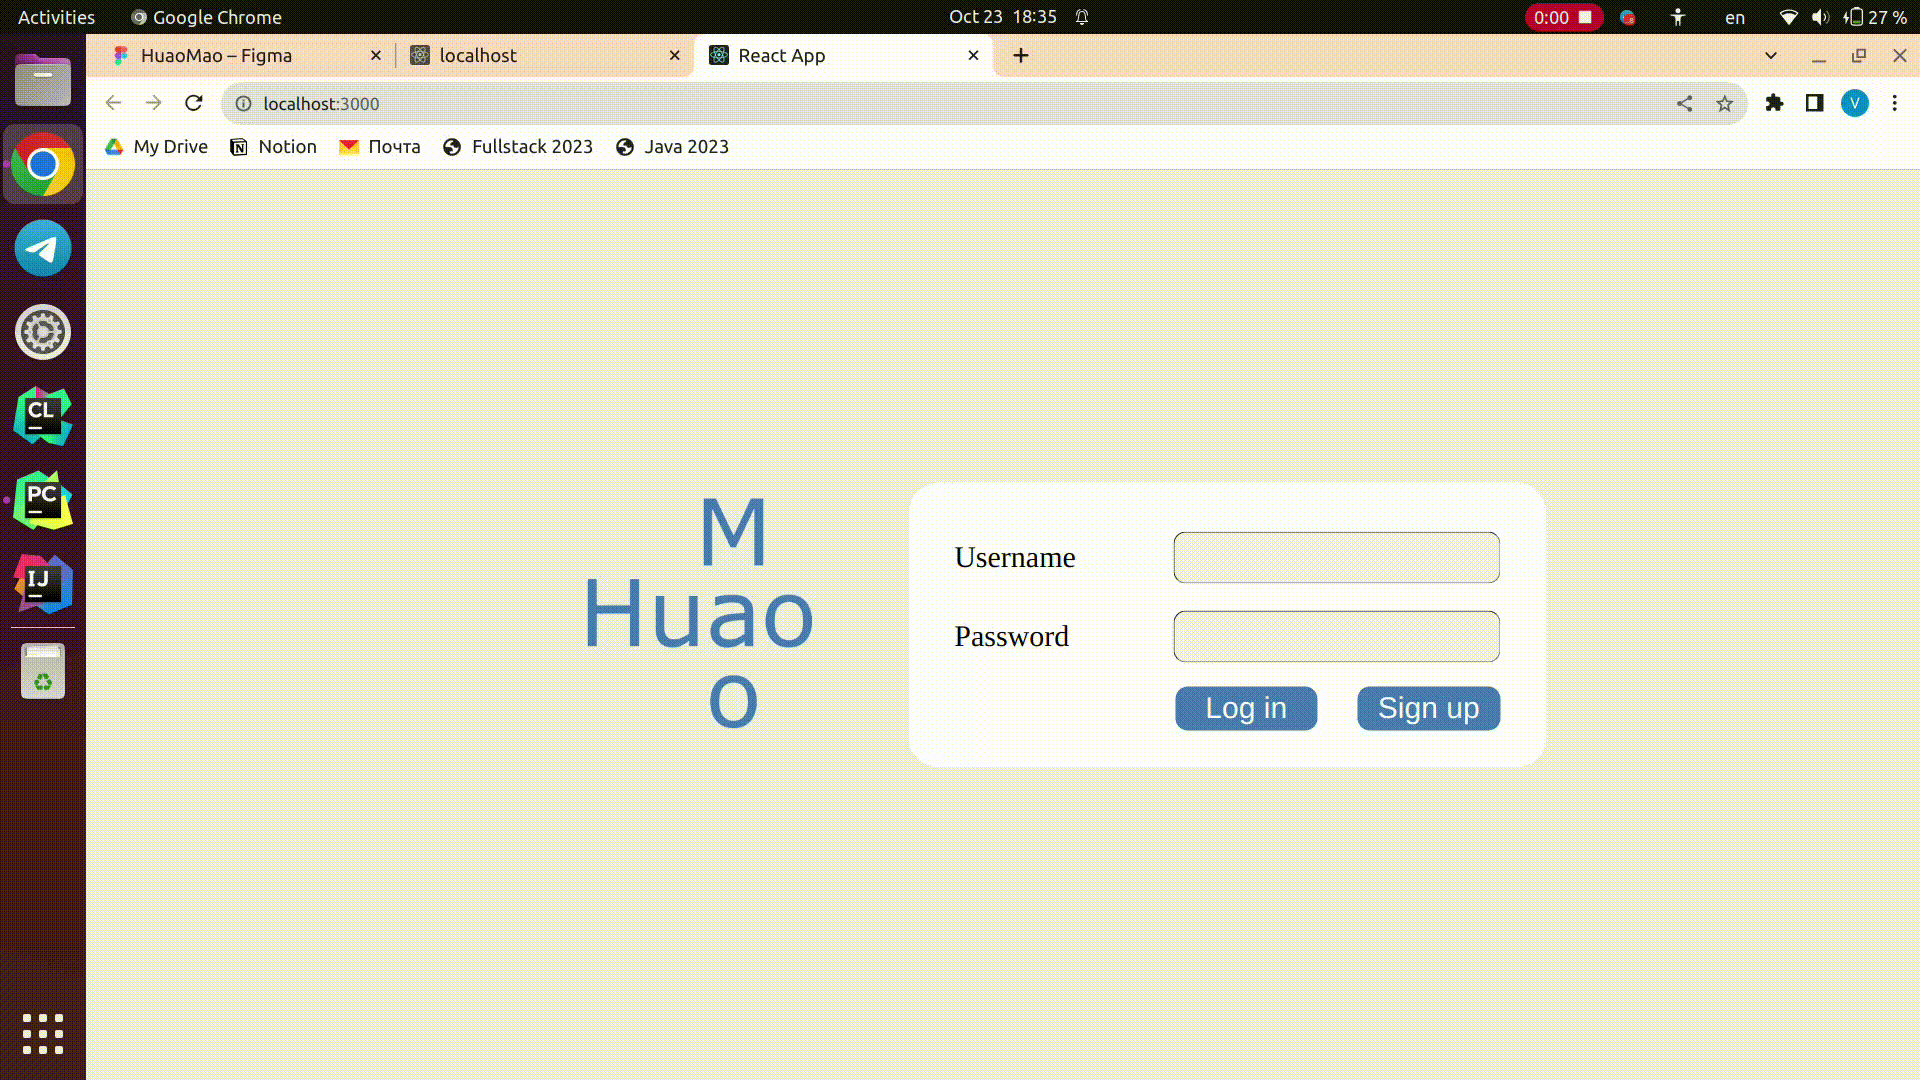 Activities
Google Chrome
Oct 23 18:35
0:00
en
27 %
HuaoMao – Figma
localhost
React App
localhost:3000
V
My Drive
Notion
Почта
Fullstack 2023
Java 2023
CL
PC
IJ
M
Huao
o
Username
Password
Log in
Sign up